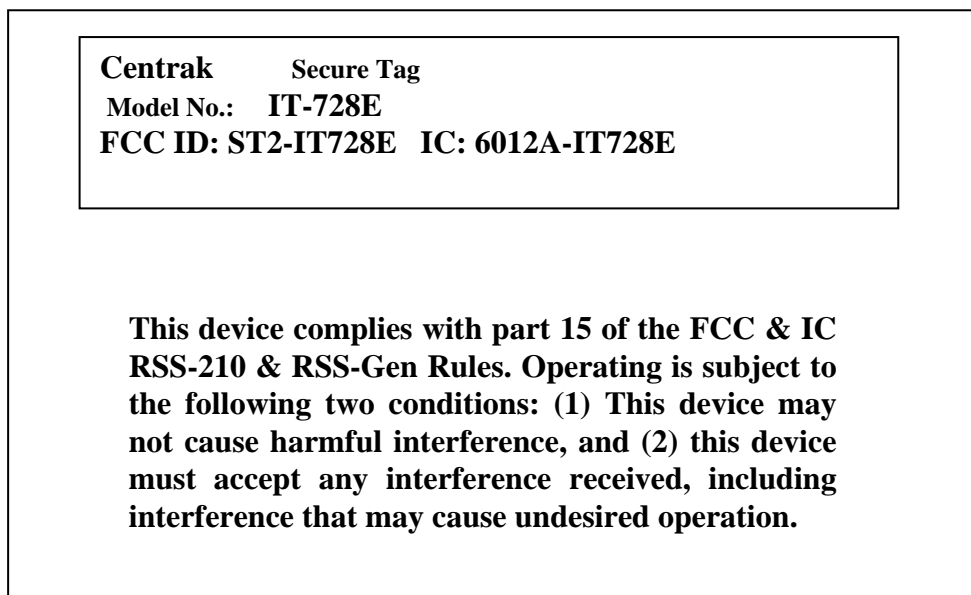 Centrak Secure Tag
Model No.: IT-728E
FCC ID: ST2-IT728E IC: 6012A-IT728E
This device complies with part 15 of the FCC & IC
RSS-210 & RSS-Gen Rules. Operating is subject to
the following two conditions: (1) This device may
not cause harmful interference, and (2) this device
must accept any interference received, including
interference that may cause undesired operation.